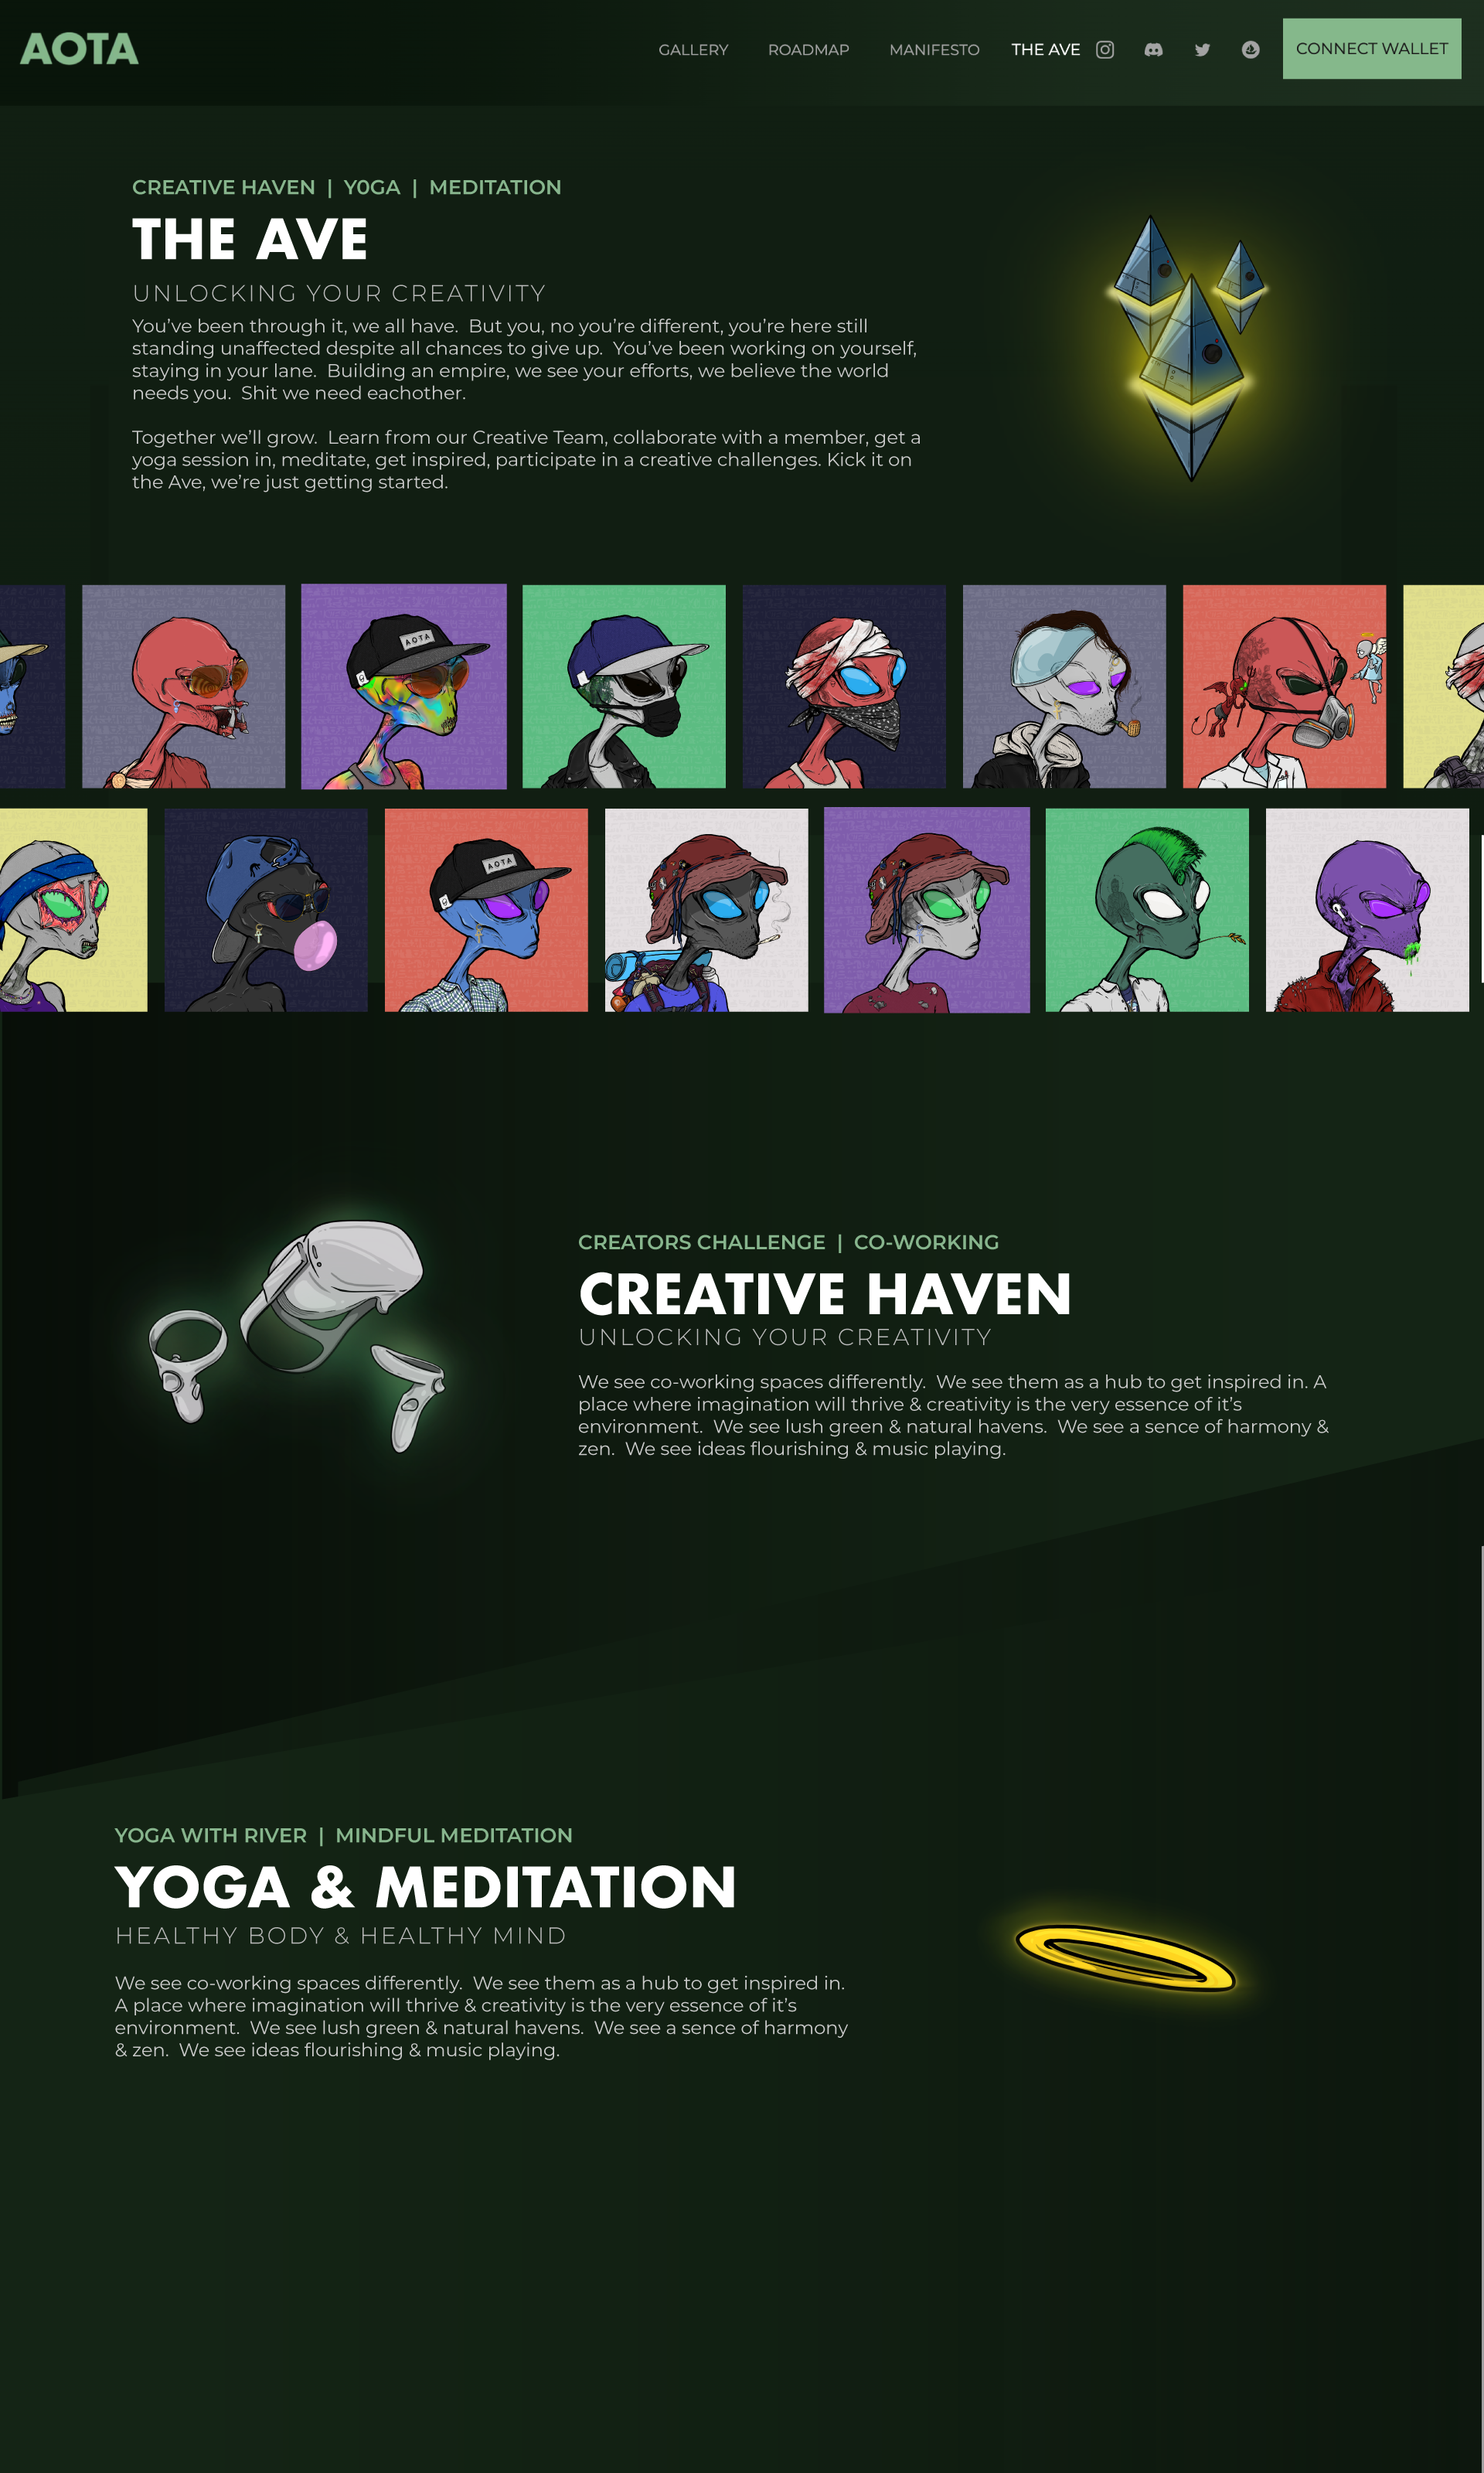 AOTA
GALLERY ROADMAP MANIFESTO THE AVE CONNECT WALLET
CREATIVE HAVEN | Y0GA | MEDITATION
THE AVE
UNLOCKING YOUR CREATIVITY
You’ve been through it, we all have. But you, no you’re different, you’re here still
standing unaffected despite all chances to give up. You’ve been working on yourself,
staying in your lane. Building an empire, we see your efforts, we believe the world
needs you. Shit we need eachother.
Together we’ll grow. Learn from our Creative Team, collaborate with a member, get a
yoga session in, meditate, get inspired, participate in a creative challenges. Kick it on
the Ave, we’re just getting started.
AOTA
AOTA
CREATORS CHALLENGE | CO-WORKING
CREATIVE HAVEN
UNLOCKING YOUR CREATIVITY
We see co-working spaces differently. We see them as a hub to get inspired in. A
place where imagination will thrive & creativity is the very essence of it’s
environment. We see lush green & natural havens. We see a sence of harmony &
zen. We see ideas flourishing & music playing.
YOGA WITH RIVER | MINDFUL MEDITATION
YOGA & MEDITATION
HEALTHY BODY & HEALTHY MIND
We see co-working spaces differently. We see them as a hub to get inspired in.
A place where imagination will thrive & creativity is the very essence of it’s
environment. We see lush green & natural havens. We see a sence of harmony
& zen. We see ideas flourishing & music playing.